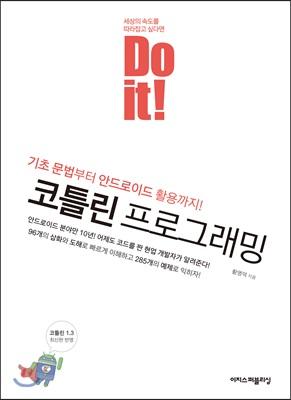 세상의 속도를
따라잡고 싶다면
Do
it!
기초 문법부터 안드로이드 활용까지!
코틀린 프로그래밍
황영덕 지음
안드로이드 분야만 10년! 어제도 코드를 짠 현업 개발자가 알려준다!
96개의 삽화와 도해로 빠르게 이해하고 285개의 예제로 익히자!
코틀린 1.3
최신판 반영
이지스퍼블리싱